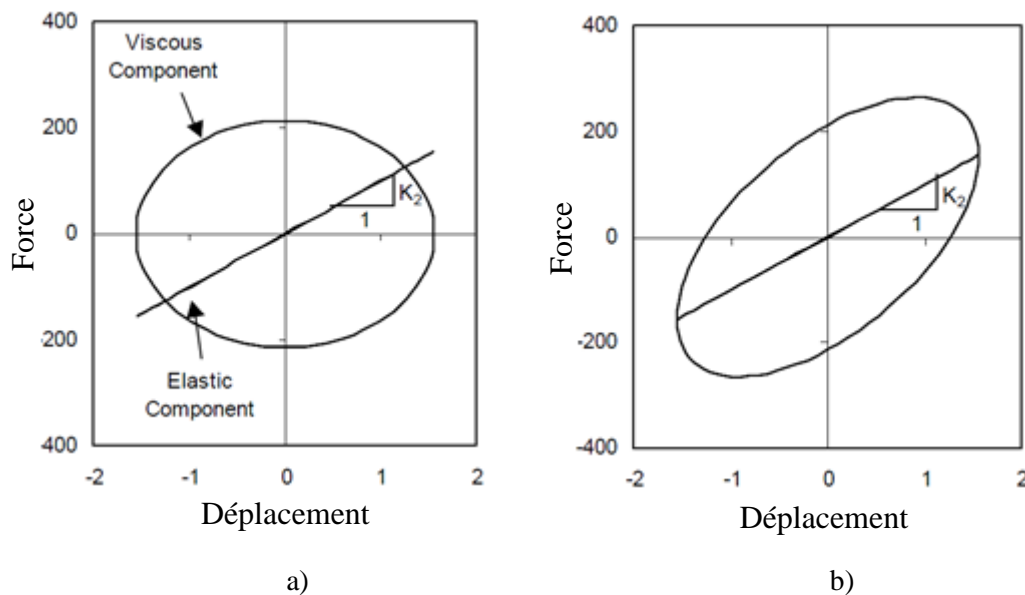 400
Viscous
Component
200
Force
K2
1
0
-200
Elastic
Component
-400
-2 -1 0 1 2
Déplacement
a)
400
200
Force
K2
1
0
-200
-400
-2 -1 0 1 2
Déplacement
b)